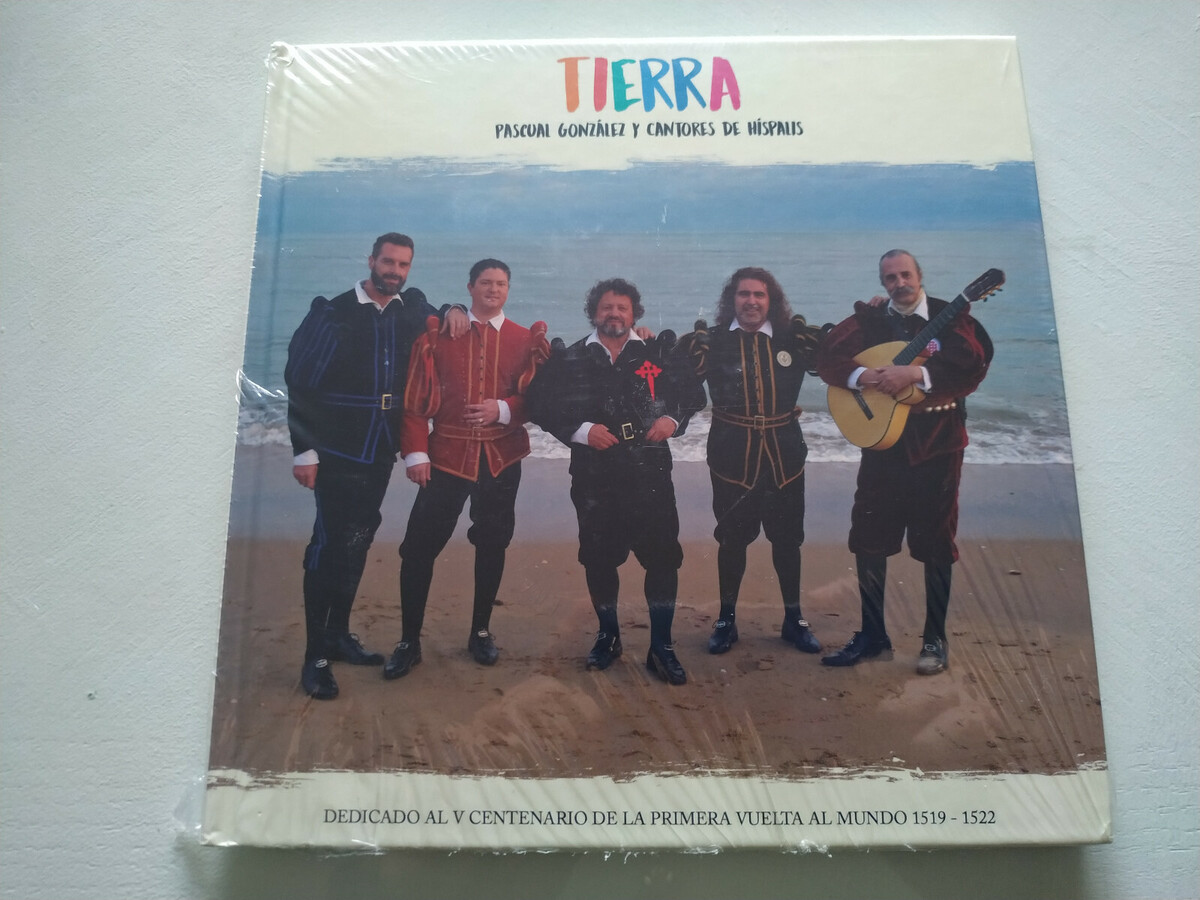 TIERRA
PASCUAL GONZÁLEZ Y CANTORES DE HÍSPALIS
DEDICADO AL V CENTENARIO DE LA PRIMERA VUELTA AL MUNDO 1519 - 1522